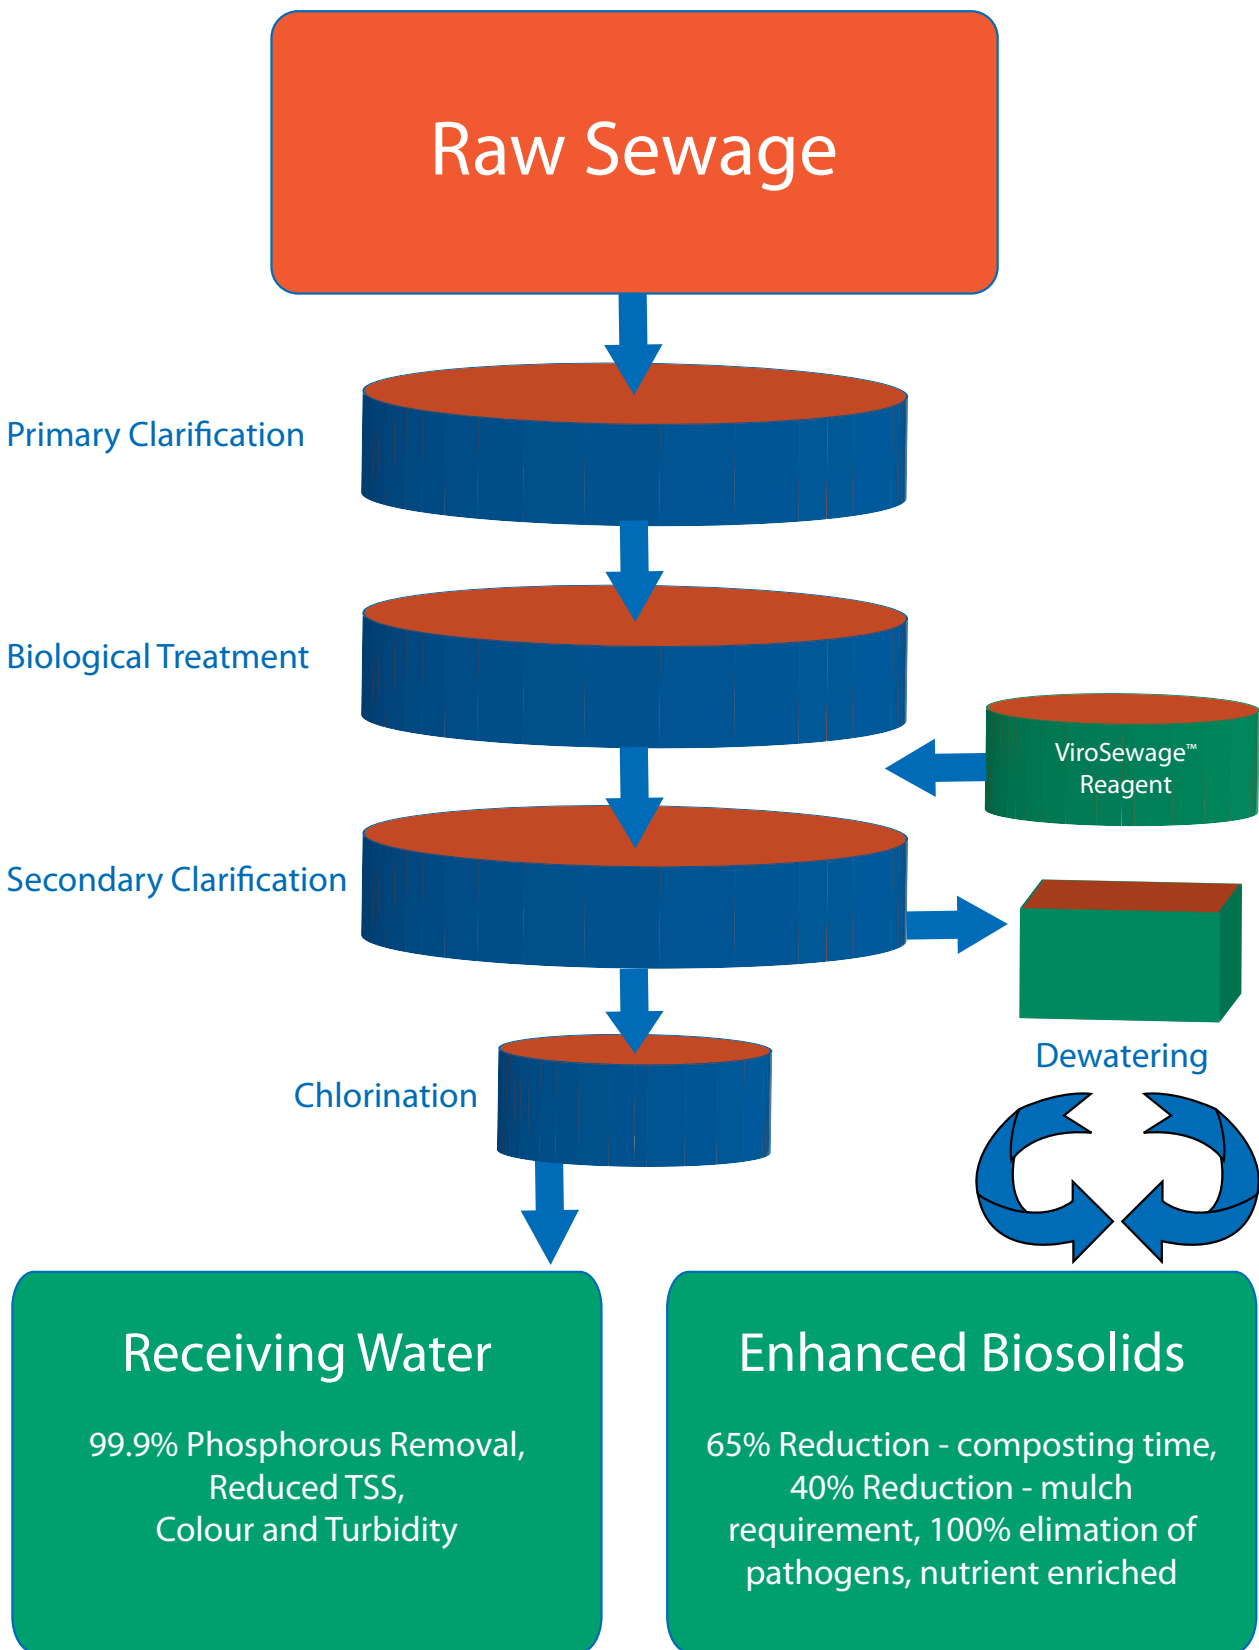 Raw Sewage
Primary Clarification
Biological Treatment
ViroSewage™
Reagent
Secondary Clarification
Dewatering
Chlorination
Receiving Water
99.9% Phosphorous Removal,
Reduced TSS,
Colour and Turbidity
Enhanced Biosolids
65% Reduction - composting time,
40% Reduction - mulch
requirement, 100% elimation of
pathogens, nutrient enriched